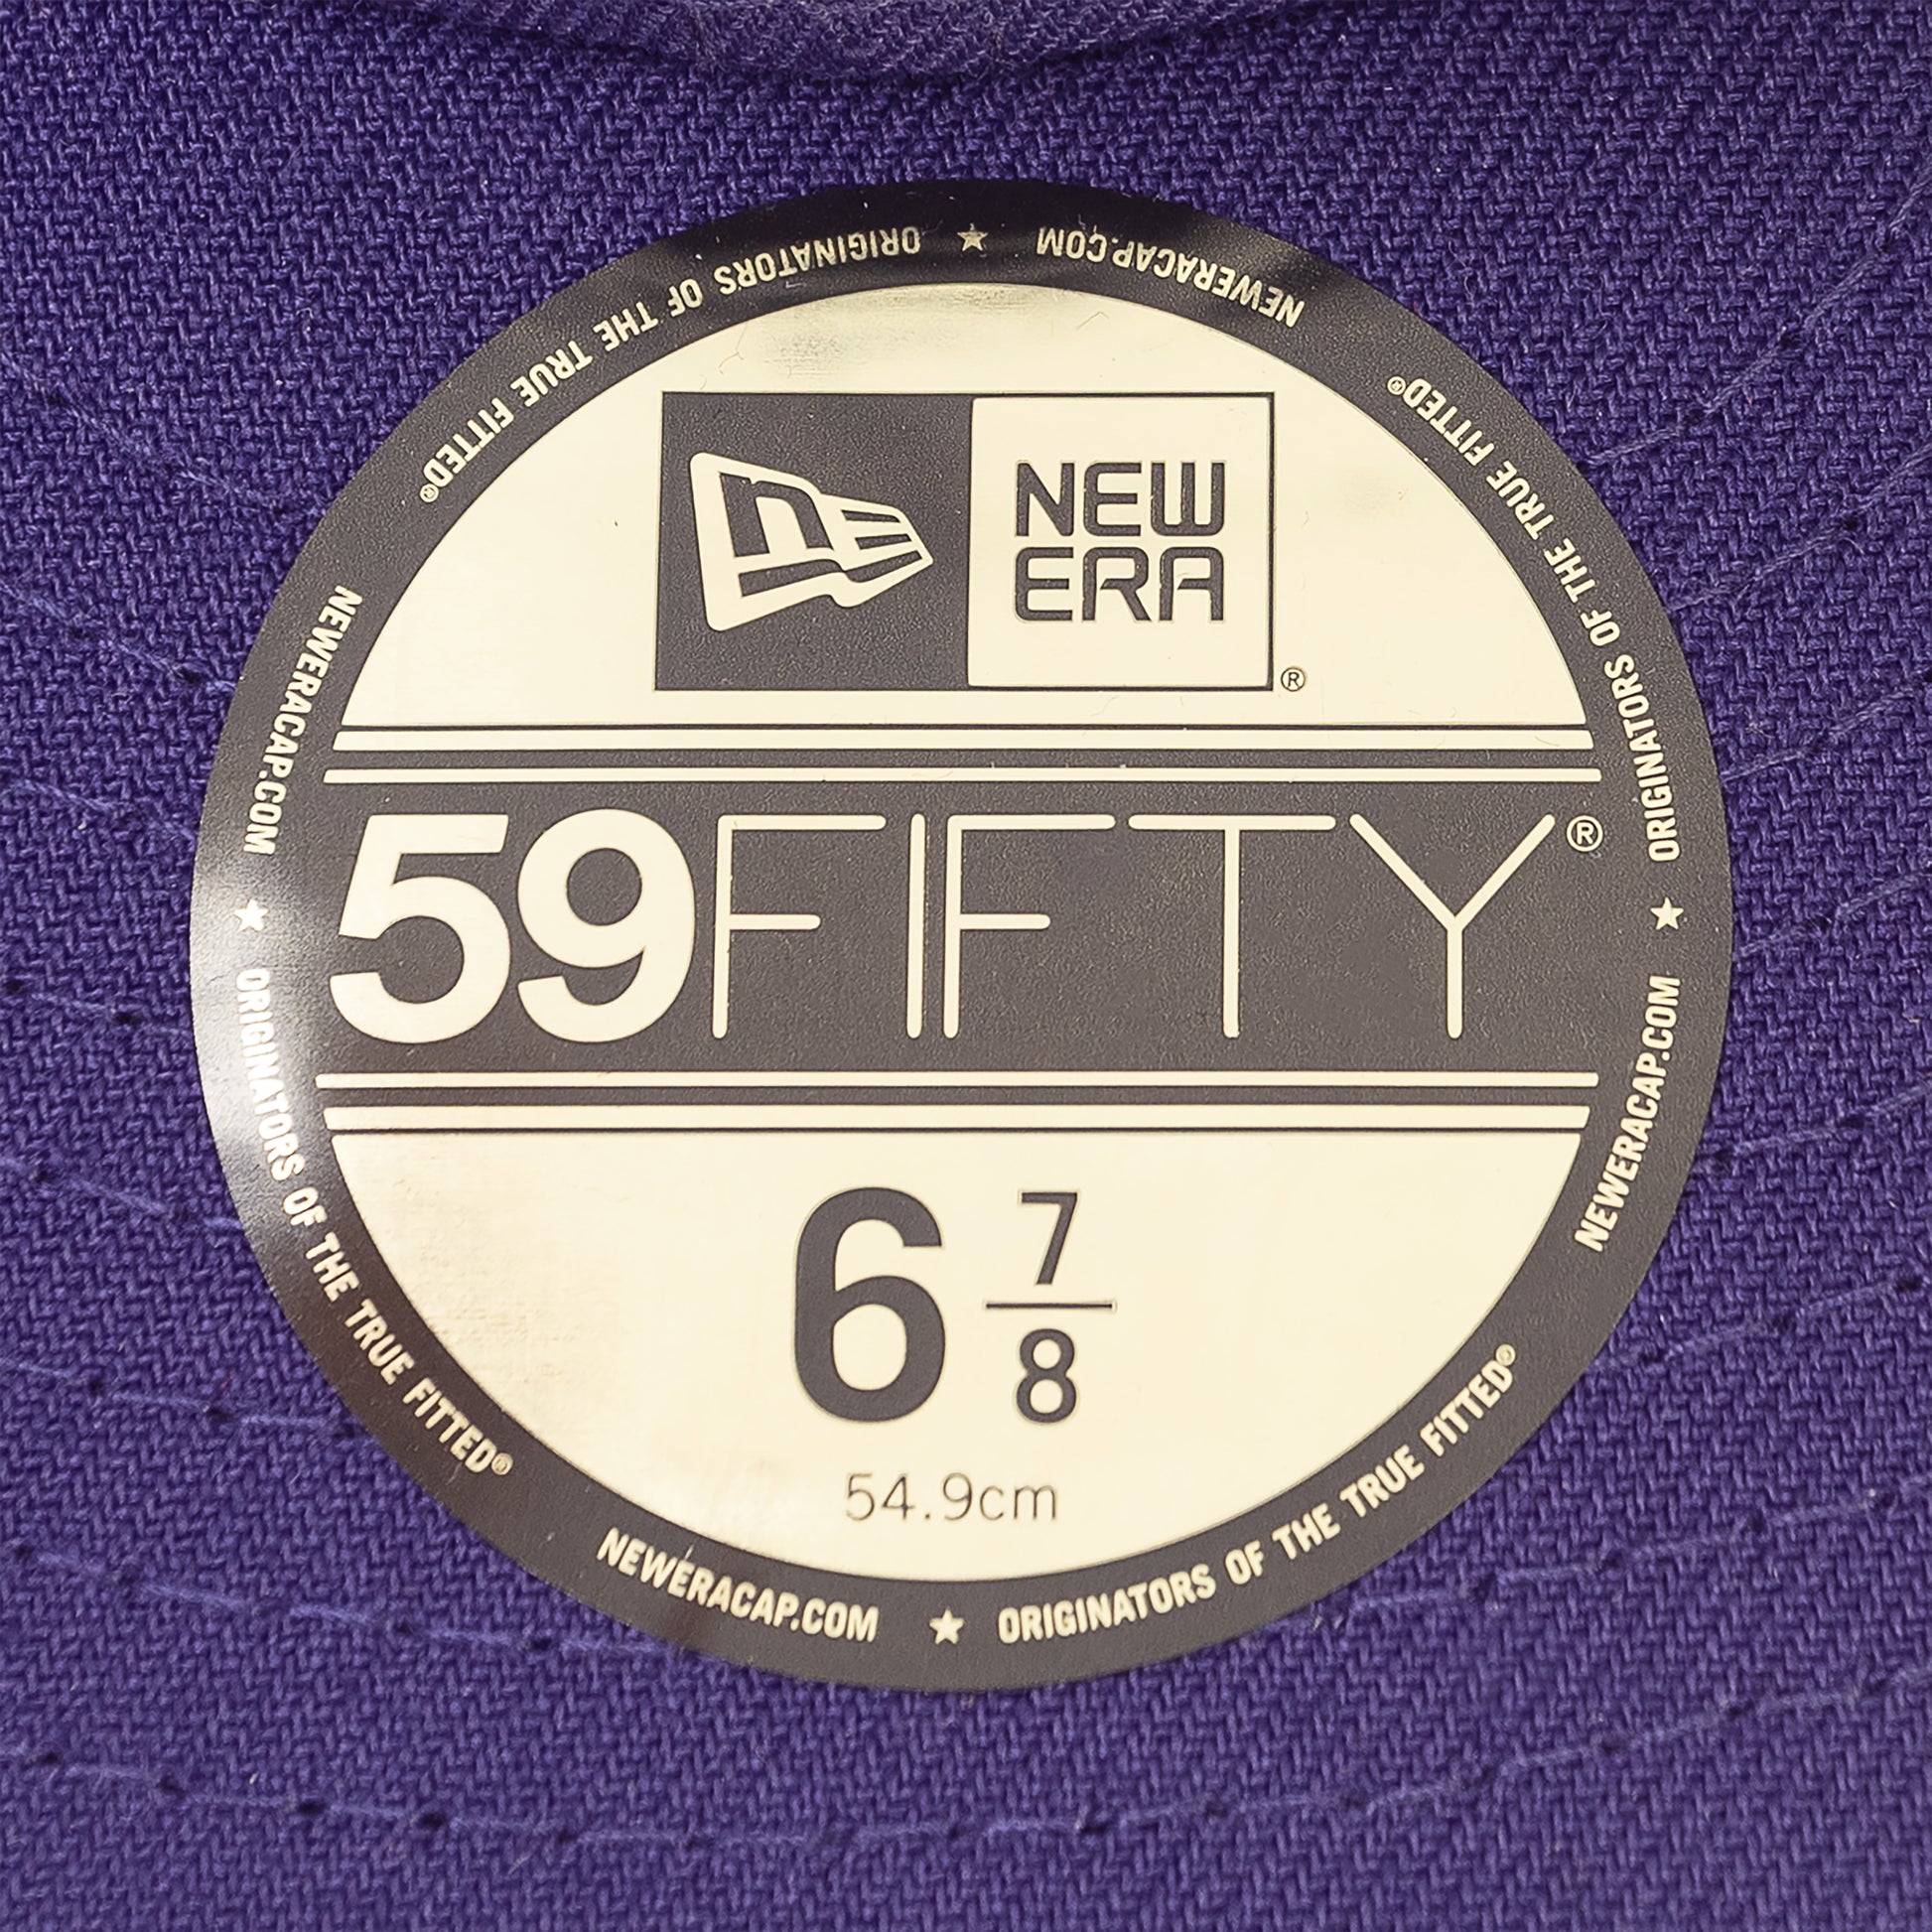 NEW
ERA
®
59FIFTY®
6 7/8
54.9cm
NEWERACAP.COM ★ ORIGINATORS OF THE TRUE FITTED®
NEWERACAP.COM ★ ORIGINATORS OF THE TRUE FITTED®
NEWERACAP.COM ★ ORIGINATORS OF THE TRUE FITTED®
NEWERACAP.COM ★ ORIGINATORS OF THE TRUE FITTED®